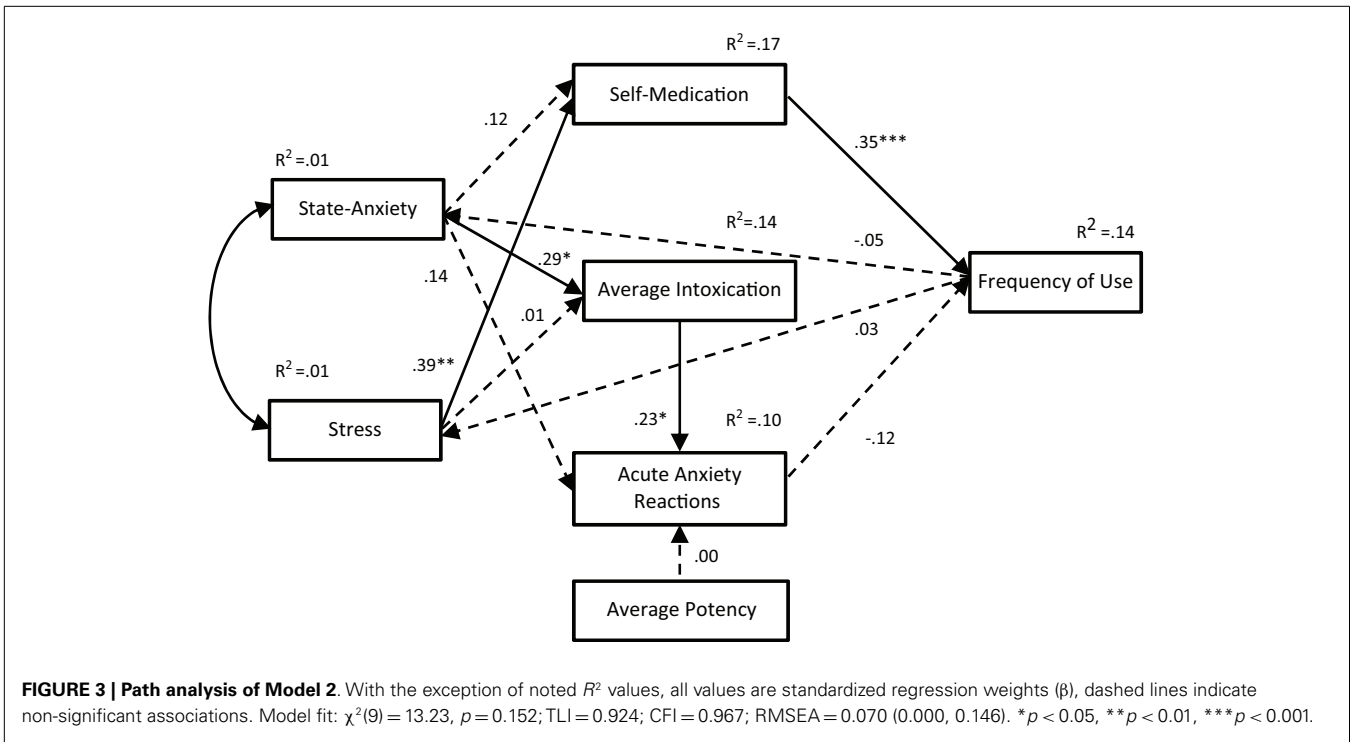 R² =.17
Self-Medication
.12
.35***
R² =.01
State-Anxiety
R²=.14
-.05
R² =.14
.29*
.14
Average Intoxication
Frequency of Use
.01
.03
R² =.01
.39**
Stress
.23*
R² =.10
-.12
Acute Anxiety
Reactions
.00
Average Potency
FIGURE 3 | Path analysis of Model 2. With the exception of noted R² values, all values are standardized regression weights (β), dashed lines indicate
non-significant associations. Model fit: χ²(9) = 13.23, p = 0.152; TLI = 0.924; CFI = 0.967; RMSEA = 0.070 (0.000, 0.146). *p < 0.05, **p < 0.01, ***p < 0.001.